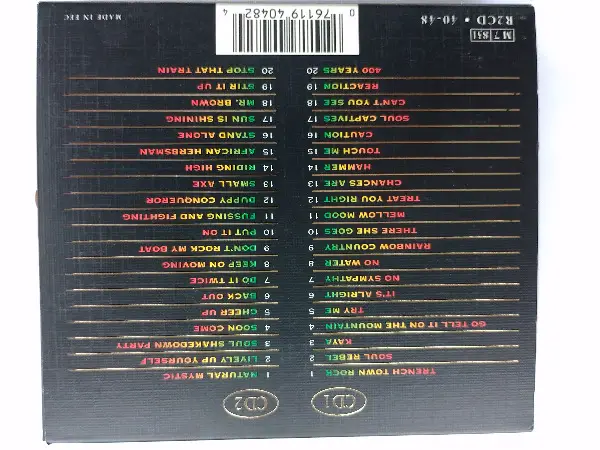 CD1
1 TRENCH TOWN ROCK
2 SOUL REBEL
3 KAYA
4 GO TELL IT ON THE MOUNTAIN
5 TRY ME
6 IT'S ALRIGHT
7 NO SYMPATHY
8 NO WATER
9 RAINBOW COUNTRY
10 THERE SHE GOES
11 MELLOW MOOD
12 TREAT YOU RIGHT
13 CHANCES ARE
14 HAMMER
15 TOUCH ME
16 CAUTION
17 SOUL CAPTIVES
18 CAN'T YOU SEE
19 REACTION
20 400 YEARS
CD2
1 NATURAL MYSTIC
2 LIVELY UP YOURSELF
3 SOUL SHAKEDOWN PARTY
4 SOON COME
5 CHEER UP
6 BACK OUT
7 DO IT TWICE
8 KEEP ON MOVING
9 DON'T ROCK MY BOAT
10 PUT IT ON
11 FUSSING AND FIGHTING
12 DUPPY CONQUEROR
13 SMALL AXE
14 RIDING HIGH
15 AFRICAN HERBSMAN
16 STAND ALONE
17 SUN IS SHINING
18 MR. BROWN
19 STIR IT UP
20 STOP THAT TRAIN
M7 851
R2CD • 40-48
0 76119 40482 4
MADE IN EEC